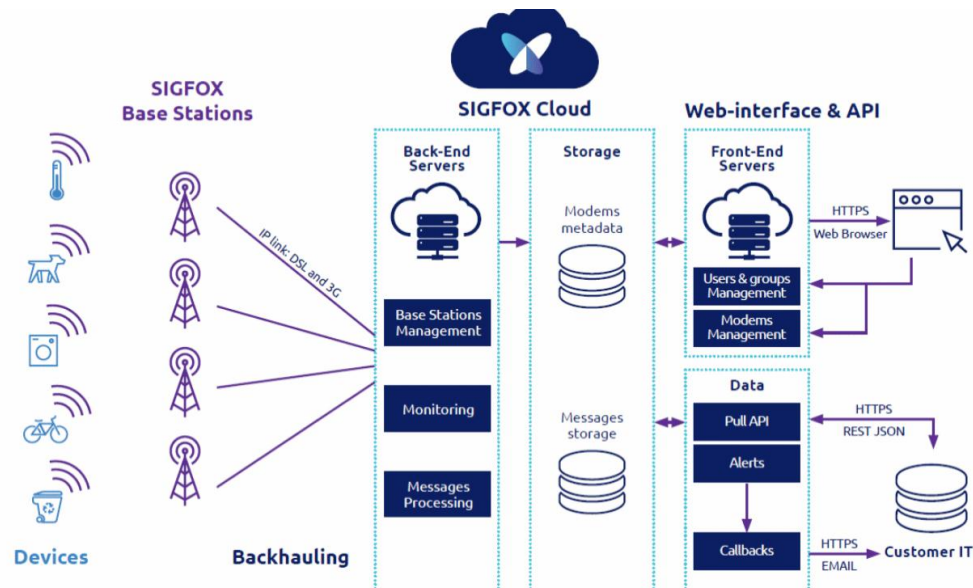 SIGFOX
Base Stations
SIGFOX Cloud
Web-interface & API
Back-End
Servers
Storage
Front-End
Servers
Modems
metadata
HTTPS
Web Browser
IP link: DSL and 3G
Users & groups
Management
Modems
Management
Base Stations
Management
Data
Monitoring
Messages
storage
Pull API
HTTPS
REST JSON
Alerts
Messages
Processing
Callbacks
HTTPS
EMAIL
Customer IT
Devices
Backhauling